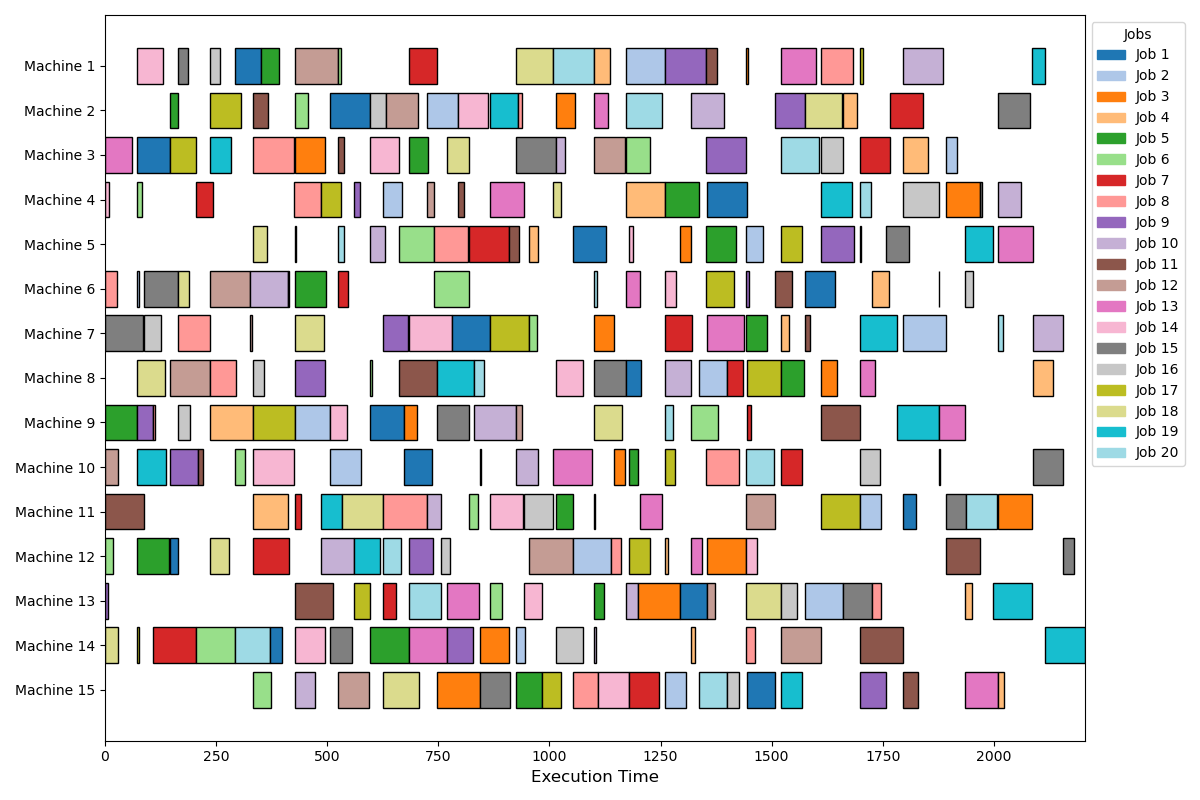 Machine 1
Machine 2
Machine 3
Machine 4
Machine 5
Machine 6
Machine 7
Machine 8
Machine 9
Machine 10
Machine 11
Machine 12
Machine 13
Machine 14
Machine 15
0 250 500 750 1000 1250 1500 1750 2000
Execution Time
Jobs
Job 1
Job 2
Job 3
Job 4
Job 5
Job 6
Job 7
Job 8
Job 9
Job 10
Job 11
Job 12
Job 13
Job 14
Job 15
Job 16
Job 17
Job 18
Job 19
Job 20